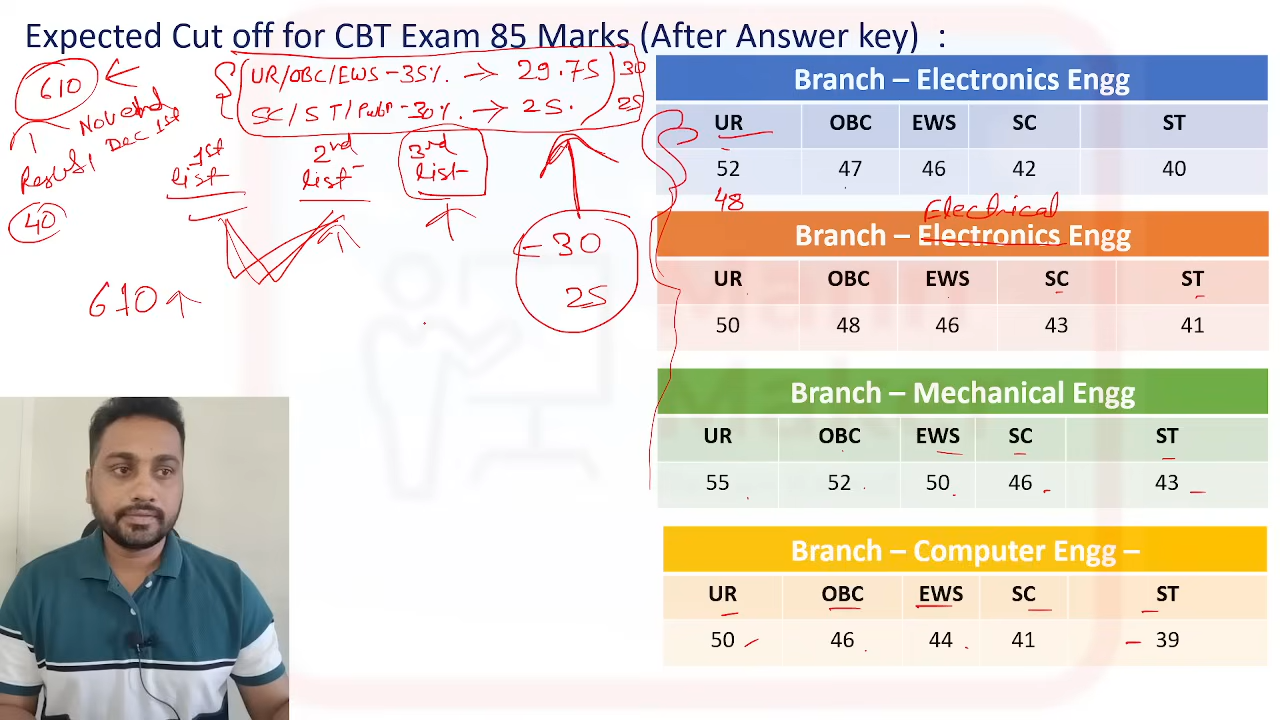 Expected Cut off for CBT Exam 85 Marks (After Answer key) :
610
UR/OBC/EWS - 35% → 29.75 30
SC/ST/PwD - 30% → 25. 25
Nov end
Dec 1st
Result
40
1st list
2nd list
3rd list
- 30
25
610
Branch – Electronics Engg
UR OBC EWS SC ST
52 47 46 42 40
48
Electrical
Branch – Electronics Engg
UR OBC EWS SC ST
50 48 46 43 41
Branch – Mechanical Engg
UR OBC EWS SC ST
55 52 50 46 43
Branch – Computer Engg –
UR OBC EWS SC ST
50 46 44 41 39